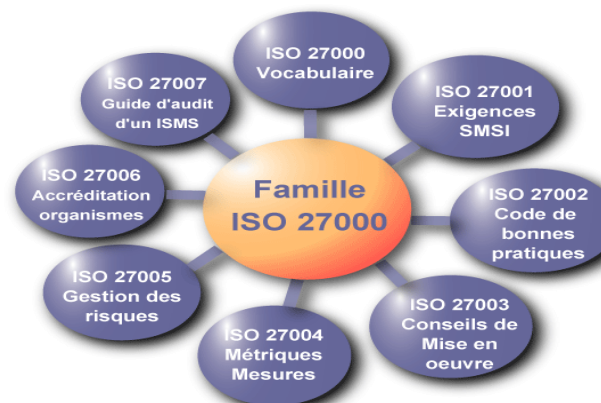 Famille
ISO 27000
ISO 27000
Vocabulaire
ISO 27001
Exigences
SMSI
ISO 27002
Code de
bonnes
pratiques
ISO 27003
Conseils de
Mise en
oeuvre
ISO 27004
Métriques
Mesures
ISO 27005
Gestion des
risques
ISO 27006
Accréditation
organismes
ISO 27007
Guide d'audit
d'un ISMS